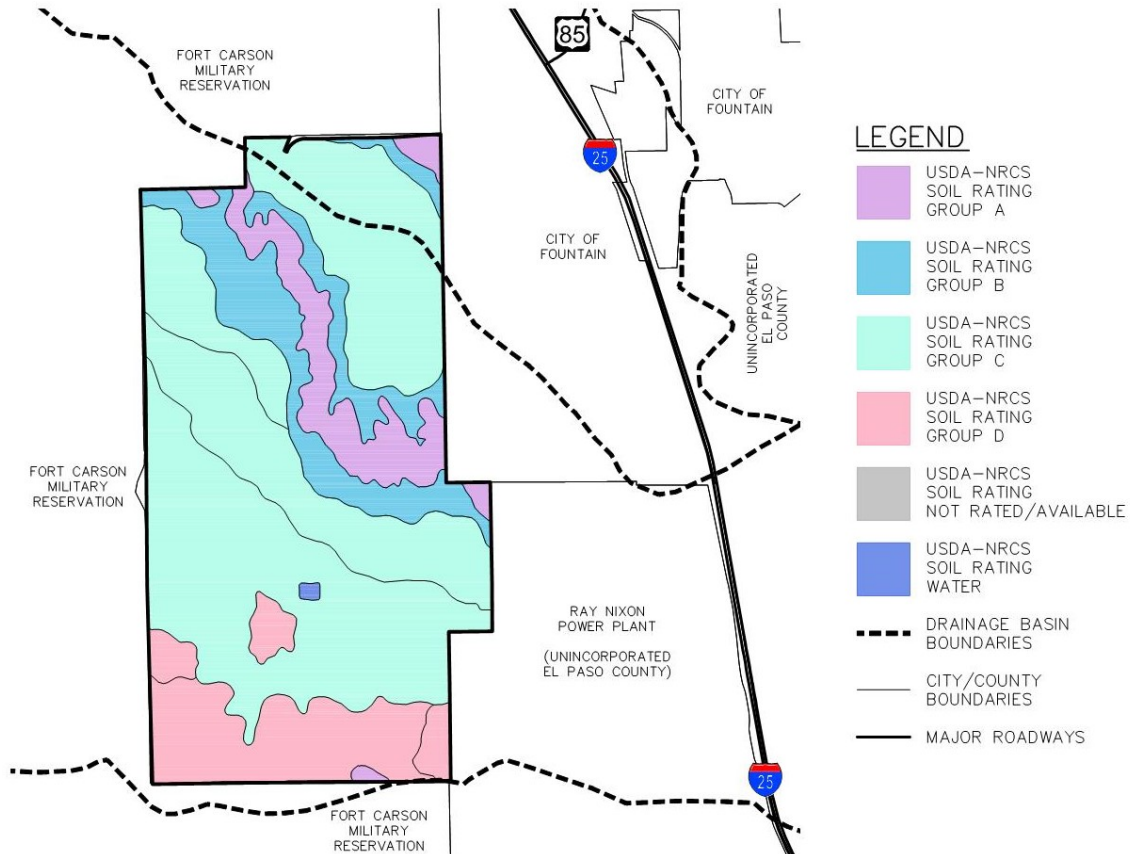 FORT CARSON
MILITARY
RESERVATION
85
CITY OF
FOUNTAIN
25
CITY OF
FOUNTAIN
UNINCORPORATED
EL PASO
COUNTY
FORT CARSON
MILITARY
RESERVATION
RAY NIXON
POWER PLANT
(UNINCORPORATED
EL PASO COUNTY)
25
FORT CARSON
MILITARY
RESERVATION
LEGEND
USDA-NRCS
SOIL RATING
GROUP A
USDA-NRCS
SOIL RATING
GROUP B
USDA-NRCS
SOIL RATING
GROUP C
USDA-NRCS
SOIL RATING
GROUP D
USDA-NRCS
SOIL RATING
NOT RATED/AVAILABLE
USDA-NRCS
SOIL RATING
WATER
DRAINAGE BASIN
BOUNDARIES
CITY/COUNTY
BOUNDARIES
MAJOR ROADWAYS